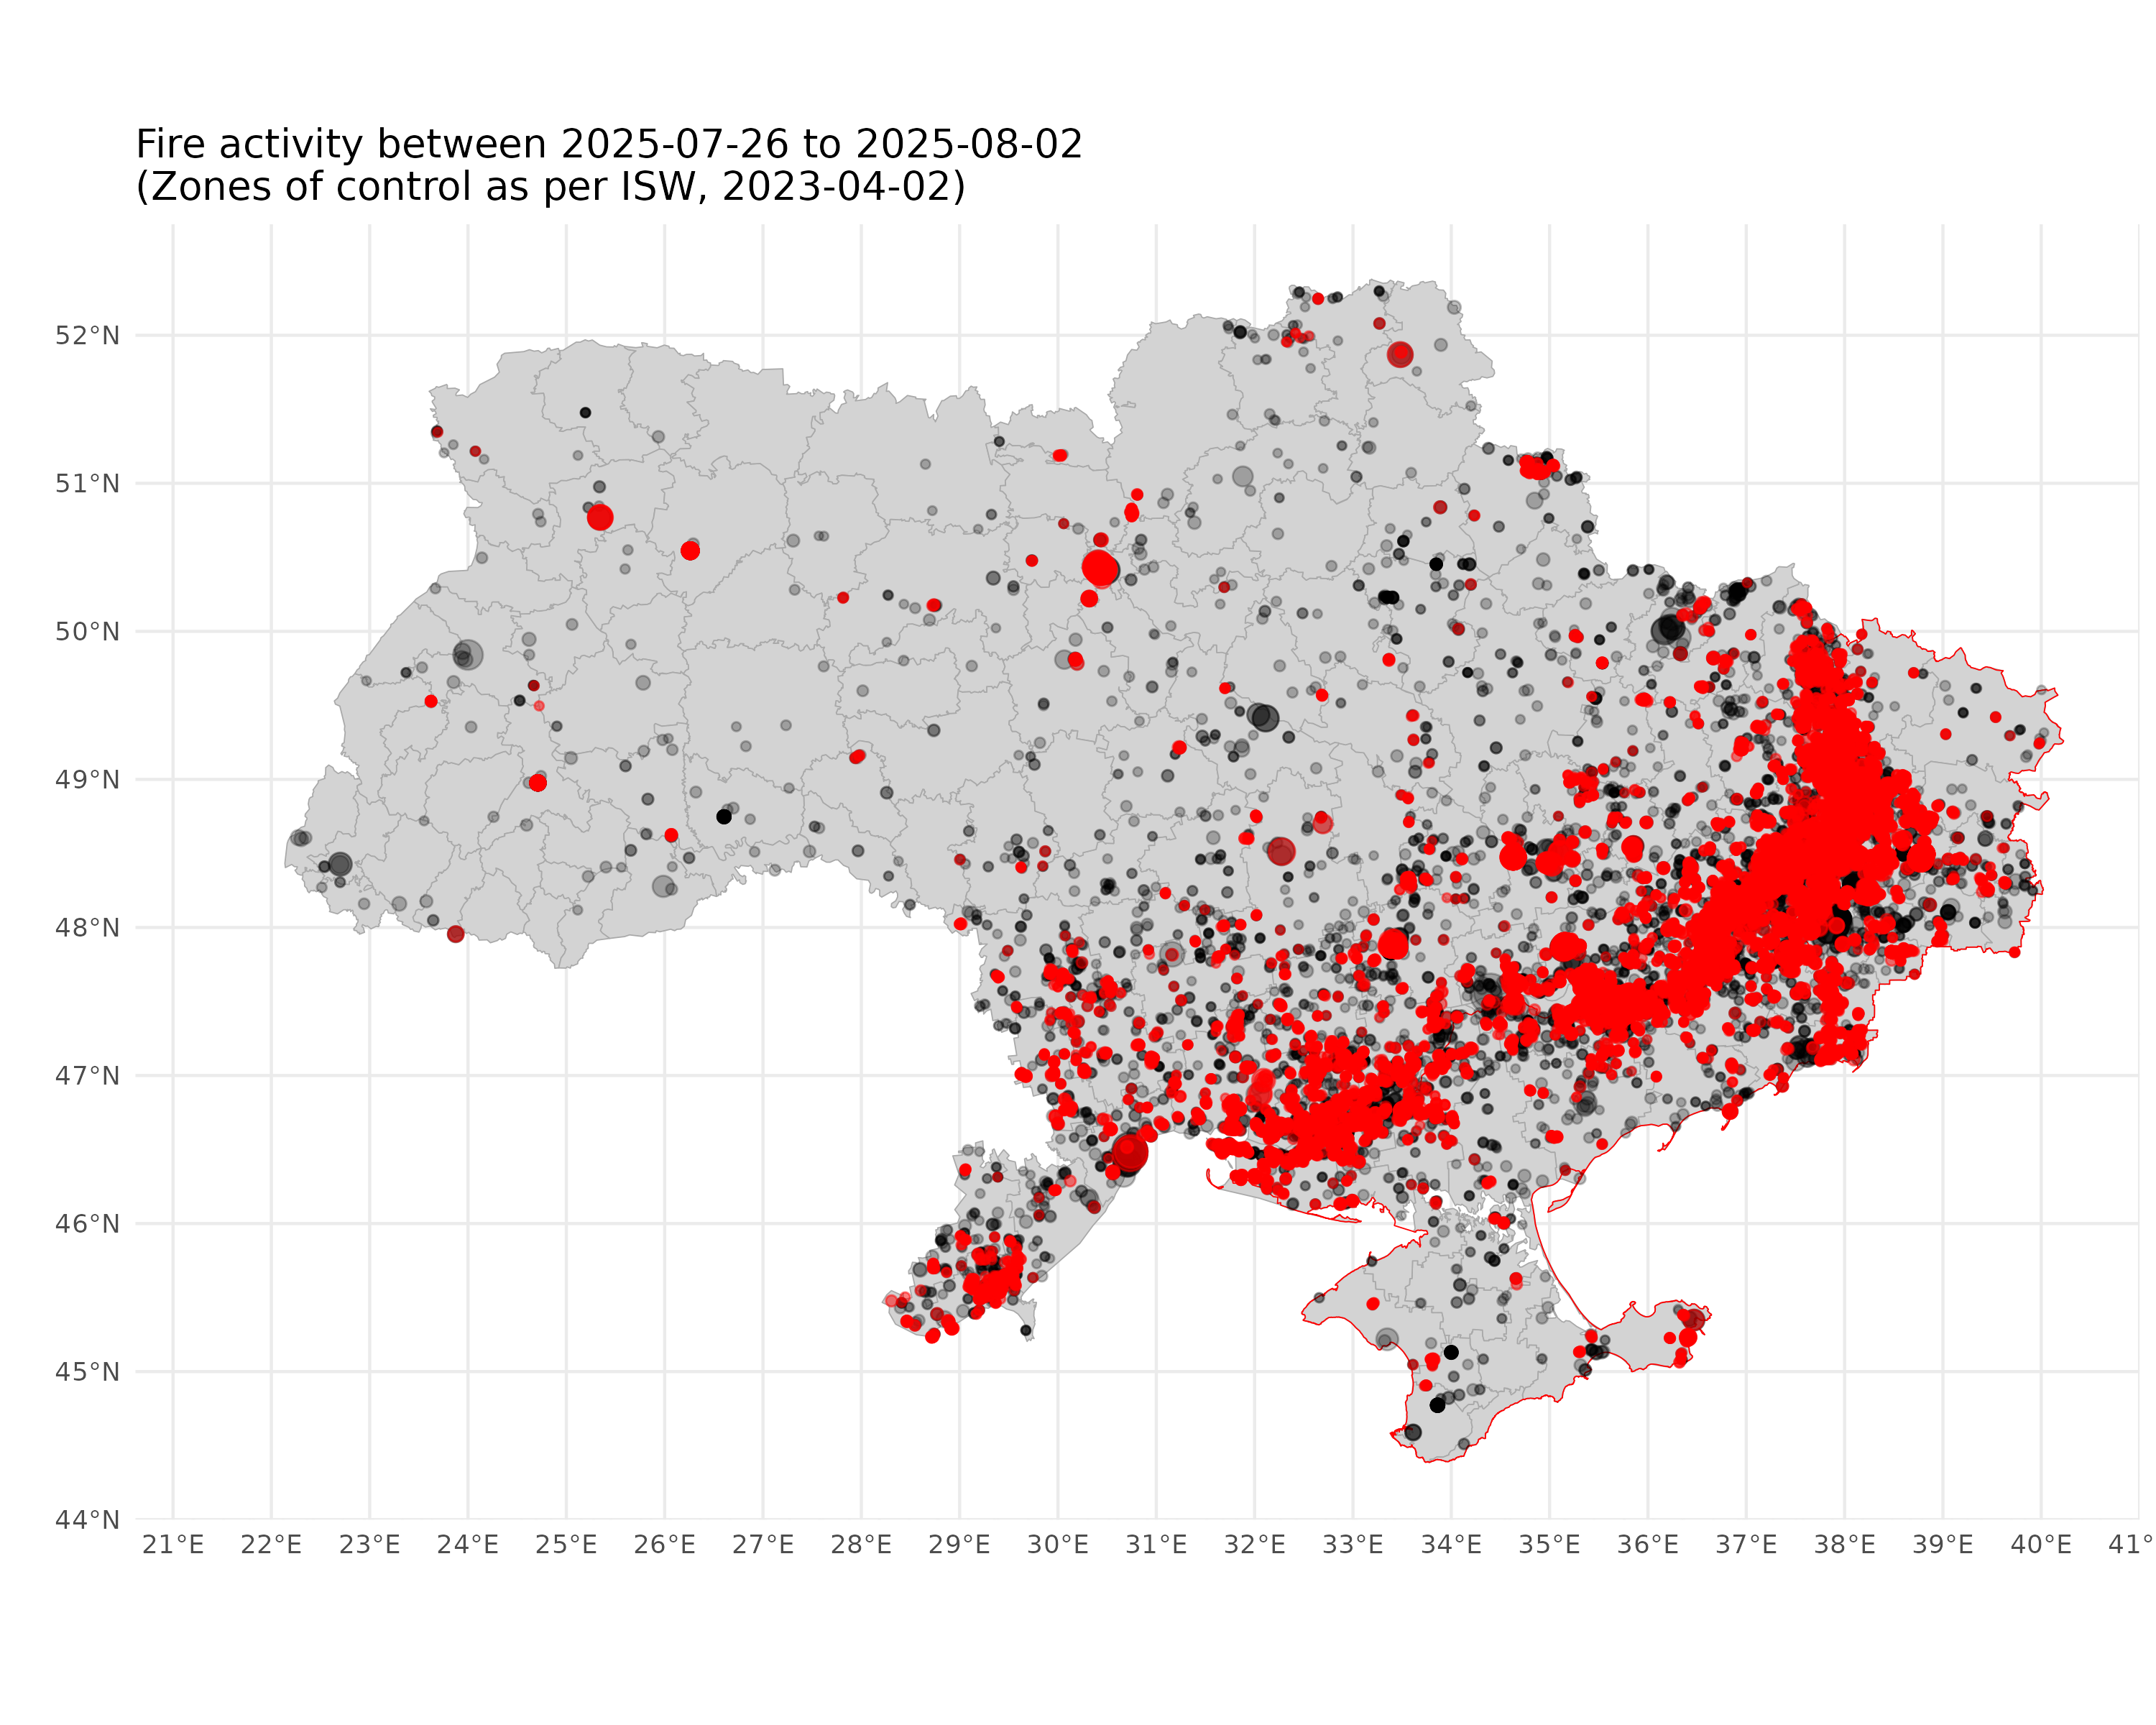 Fire activity between 2025-07-26 to 2025-08-02
(Zones of control as per ISW, 2023-04-02)
52°N
51°N
50°N
49°N
48°N
47°N
46°N
45°N
44°N
21°E 22°E 23°E 24°E 25°E 26°E 27°E 28°E 29°E 30°E 31°E 32°E 33°E 34°E 35°E 36°E 37°E 38°E 39°E 40°E 41°